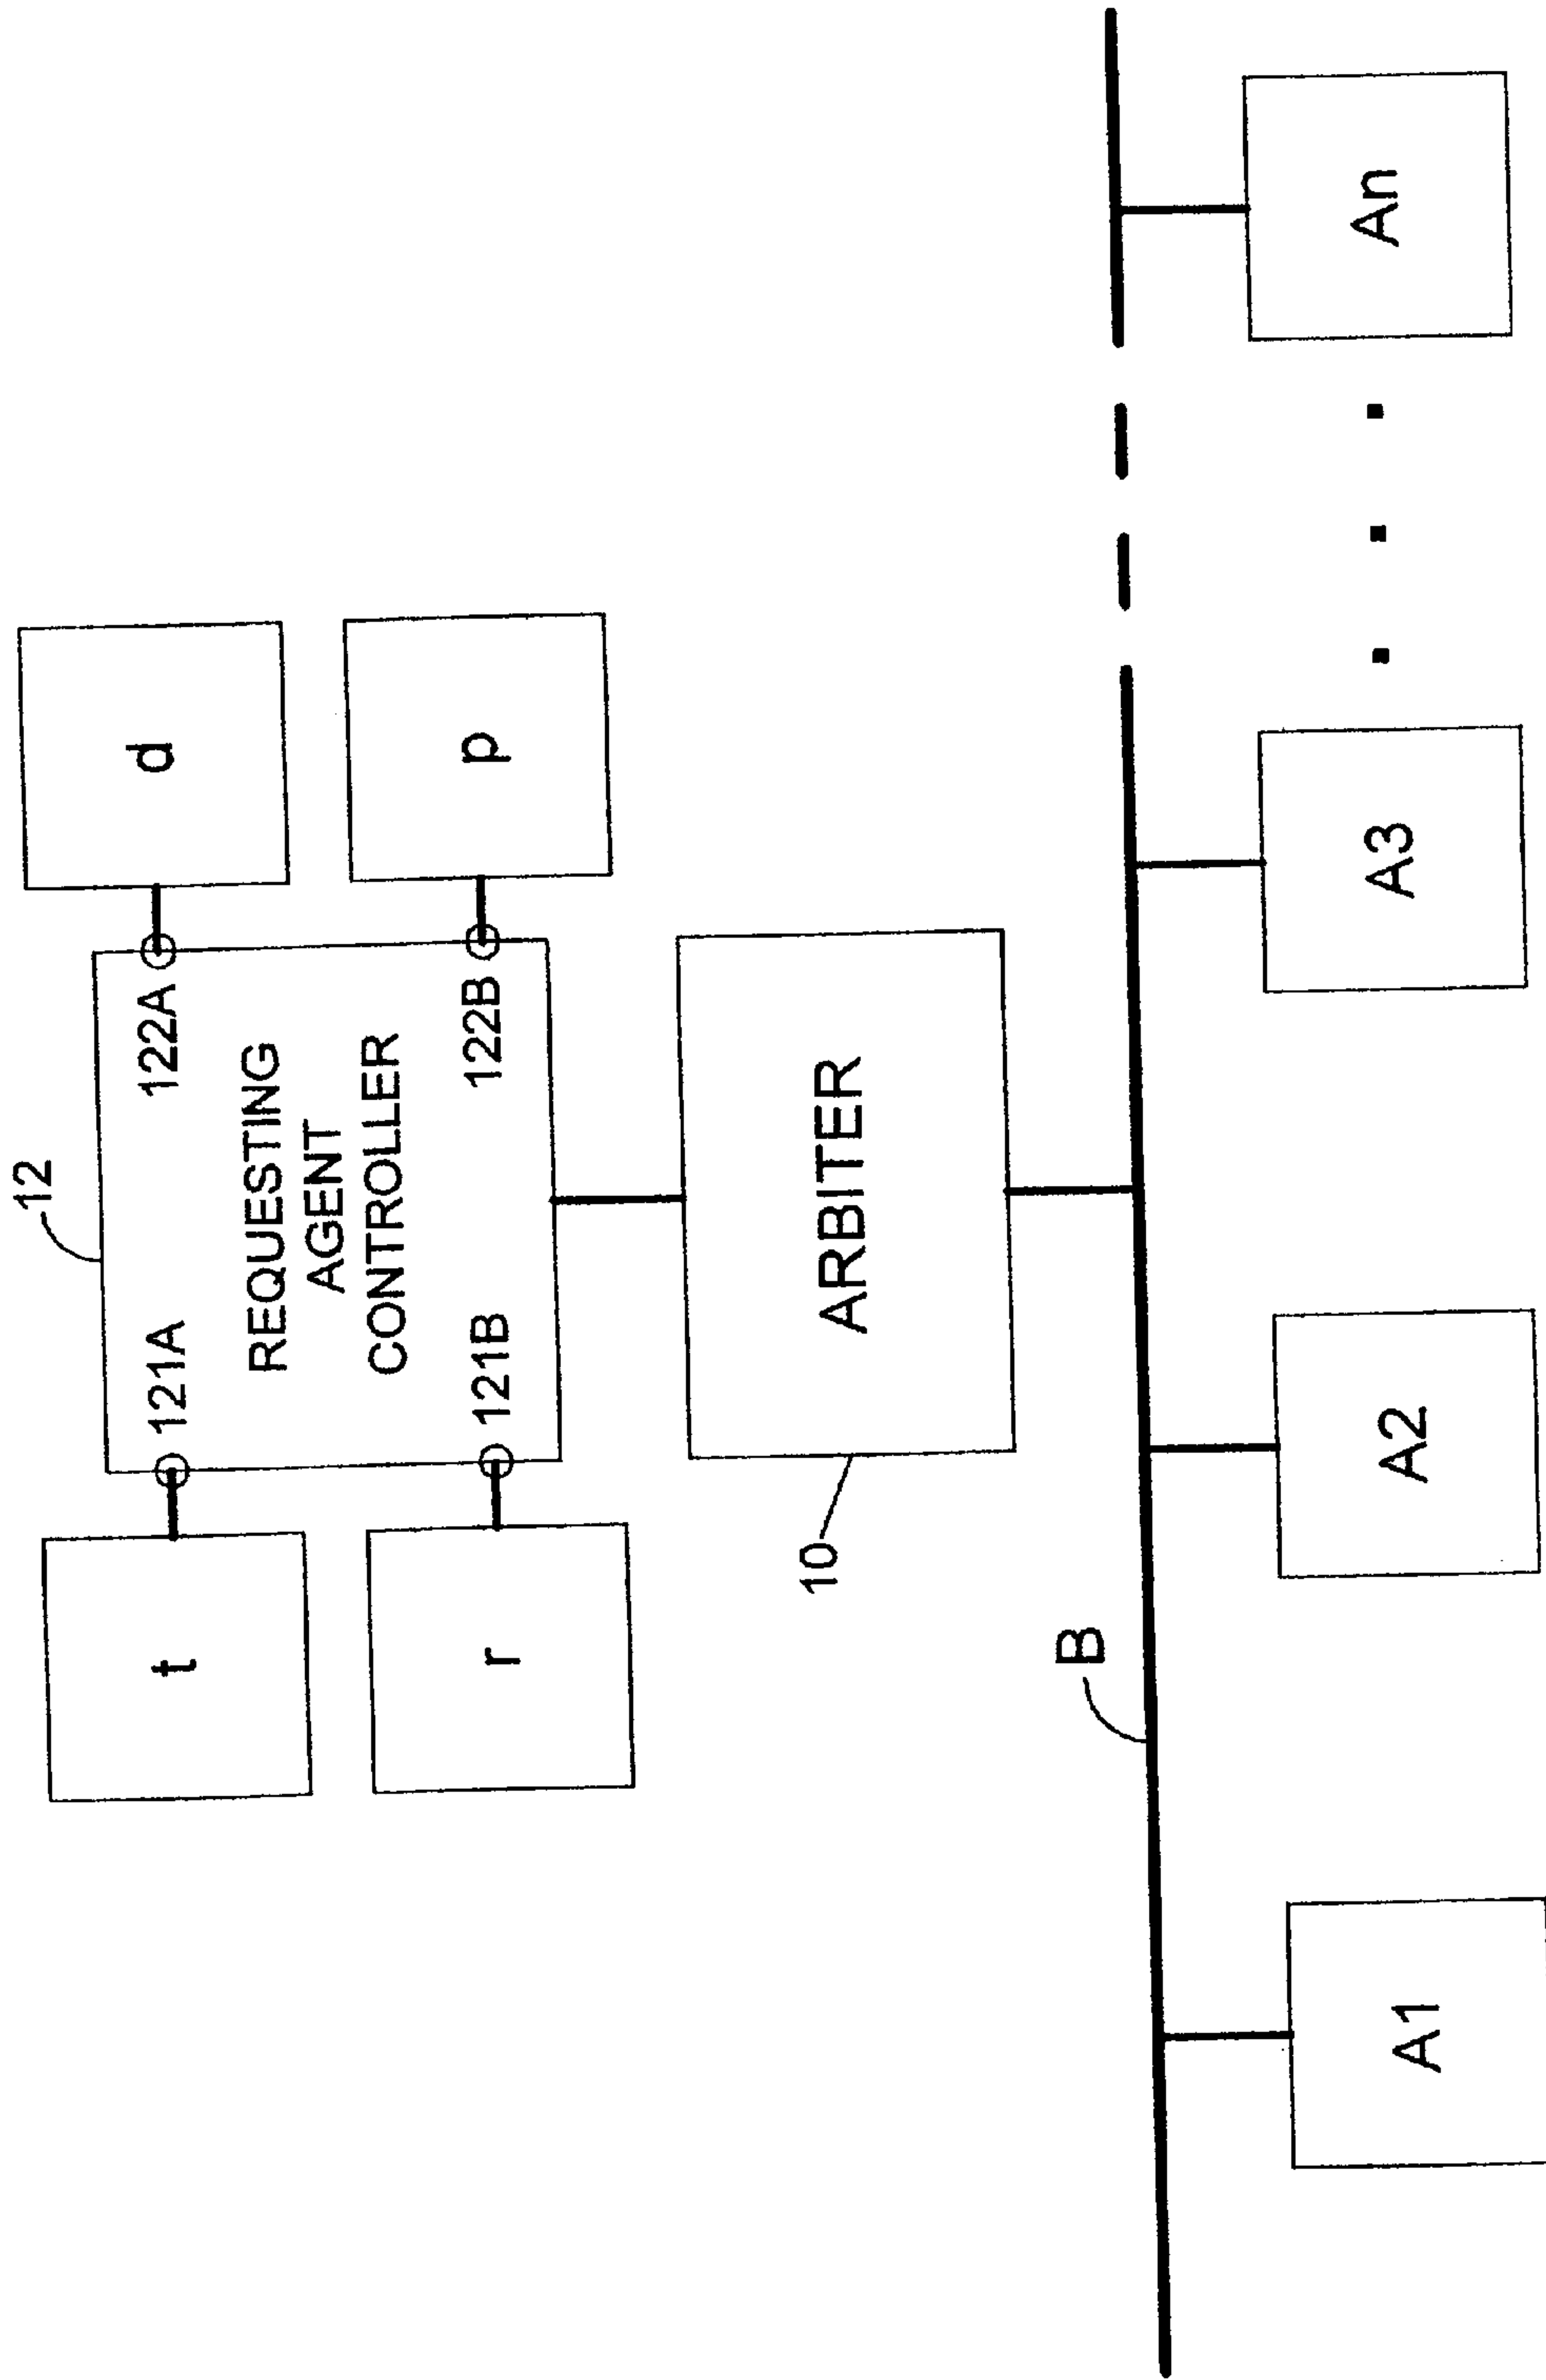 12
t
121A
122A
d
REQUESTING
AGENT
CONTROLLER
r
121B
122B
p
ARBITER
10
B
A1
A2
A3
. . .
An